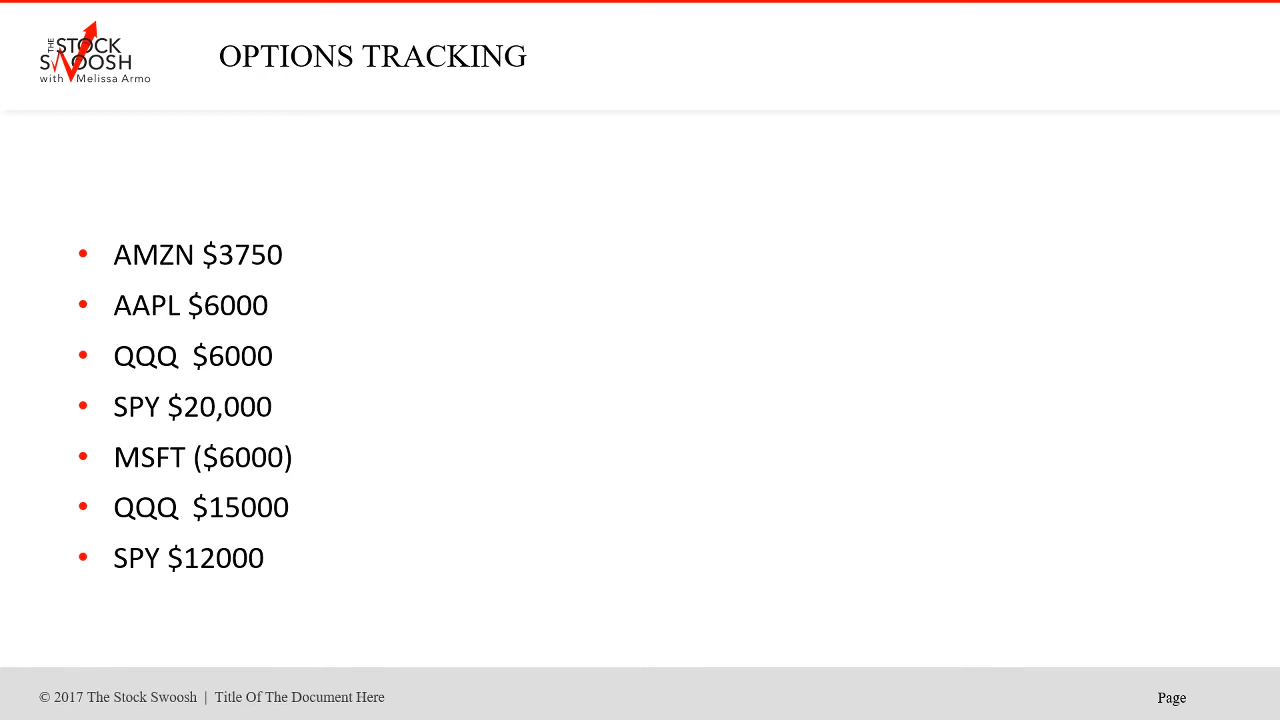 THE STOCK
SWOOSH
with Melissa Armo
OPTIONS TRACKING
• AMZN $3750
• AAPL $6000
• QQQ  $6000
• SPY $20,000
• MSFT ($6000)
• QQQ  $15000
• SPY $12000
© 2017 The Stock Swoosh | Title Of The Document Here
Page